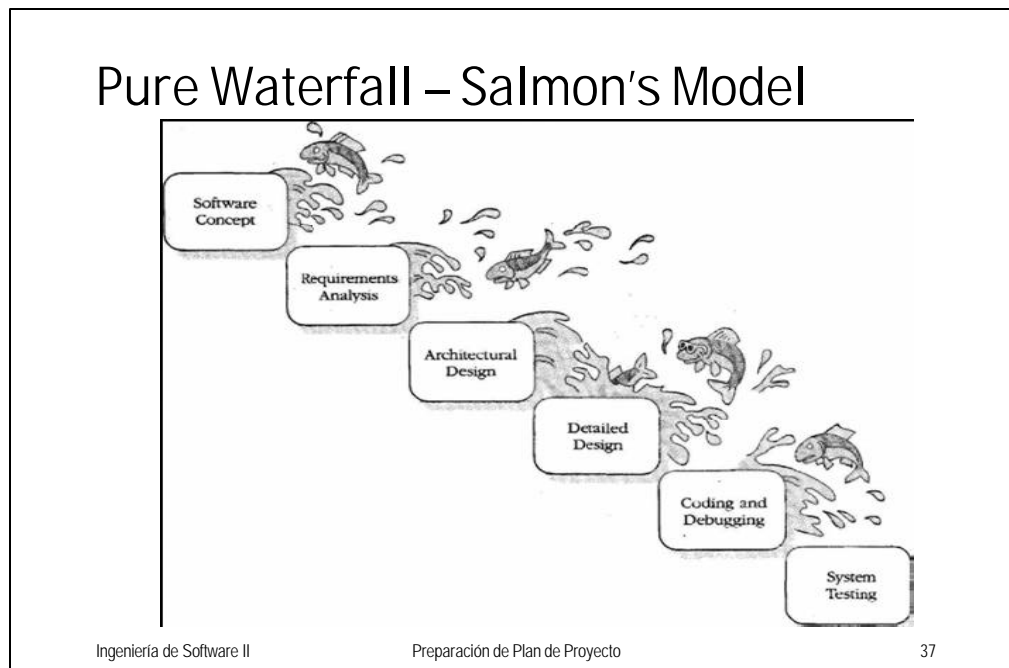 Pure Waterfall – Salmon's Model
Software
Concept
Requirements
Analysis
Architectural
Design
Detailed
Design
Coding and
Debugging
System
Testing
Ingeniería de Software II
Preparación de Plan de Proyecto
37